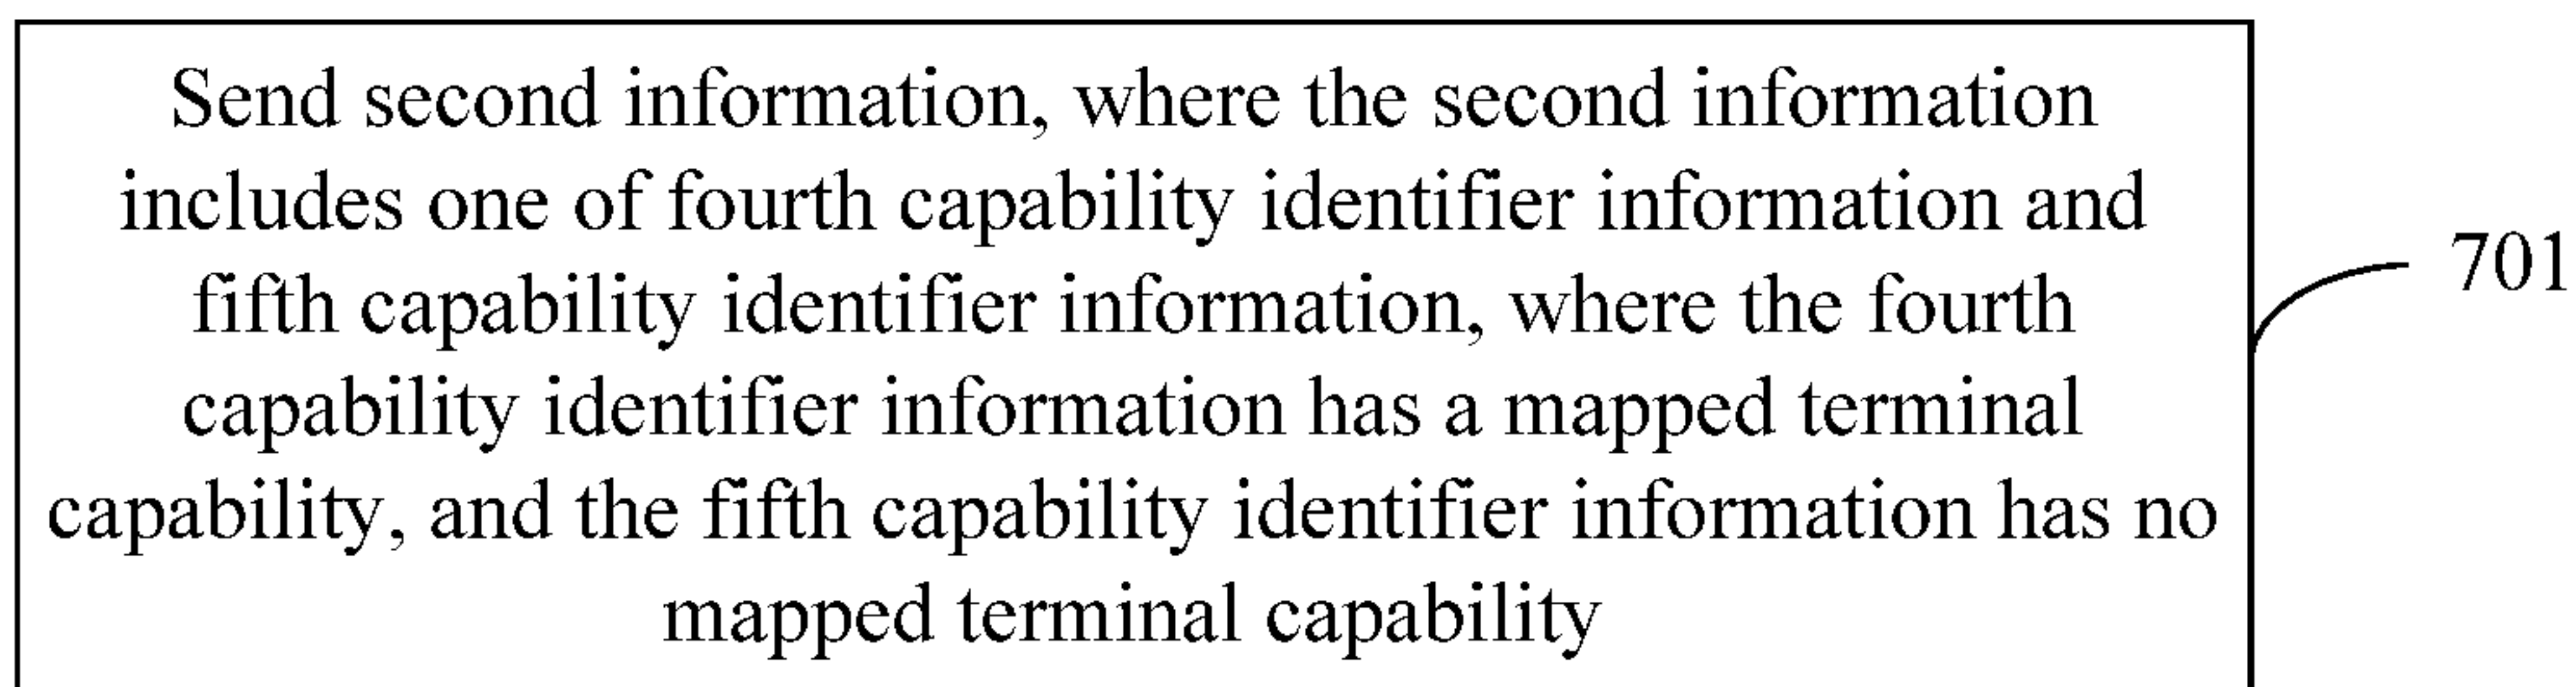 Send second information, where the second information
includes one of fourth capability identifier information and
fifth capability identifier information, where the fourth
capability identifier information has a mapped terminal
capability, and the fifth capability identifier information has no
mapped terminal capability
701